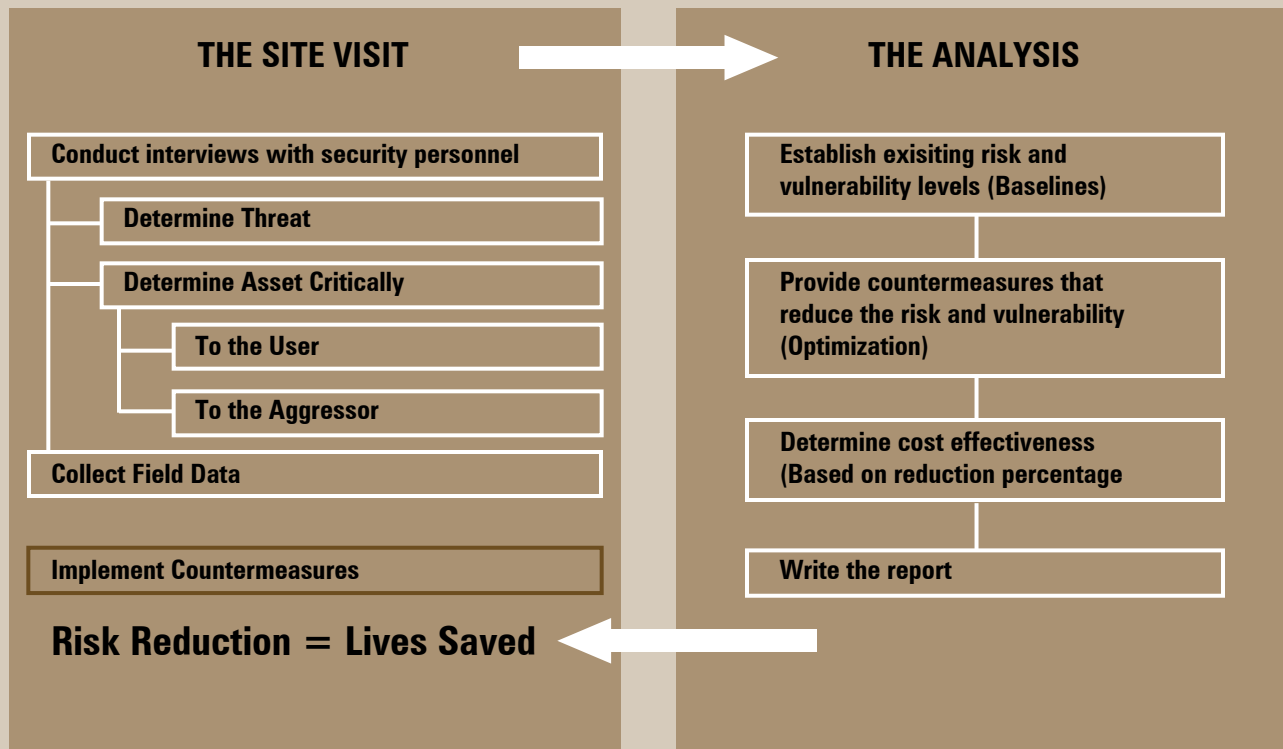 THE SITE VISIT
Conduct interviews with security personnel
Determine Threat
Determine Asset Critically
To the User
To the Aggressor
Collect Field Data
Implement Countermeasures
Risk Reduction = Lives Saved
THE ANALYSIS
Establish exisiting risk and
vulnerability levels (Baselines)
Provide countermeasures that
reduce the risk and vulnerability
(Optimization)
Determine cost effectiveness
(Based on reduction percentage
Write the report